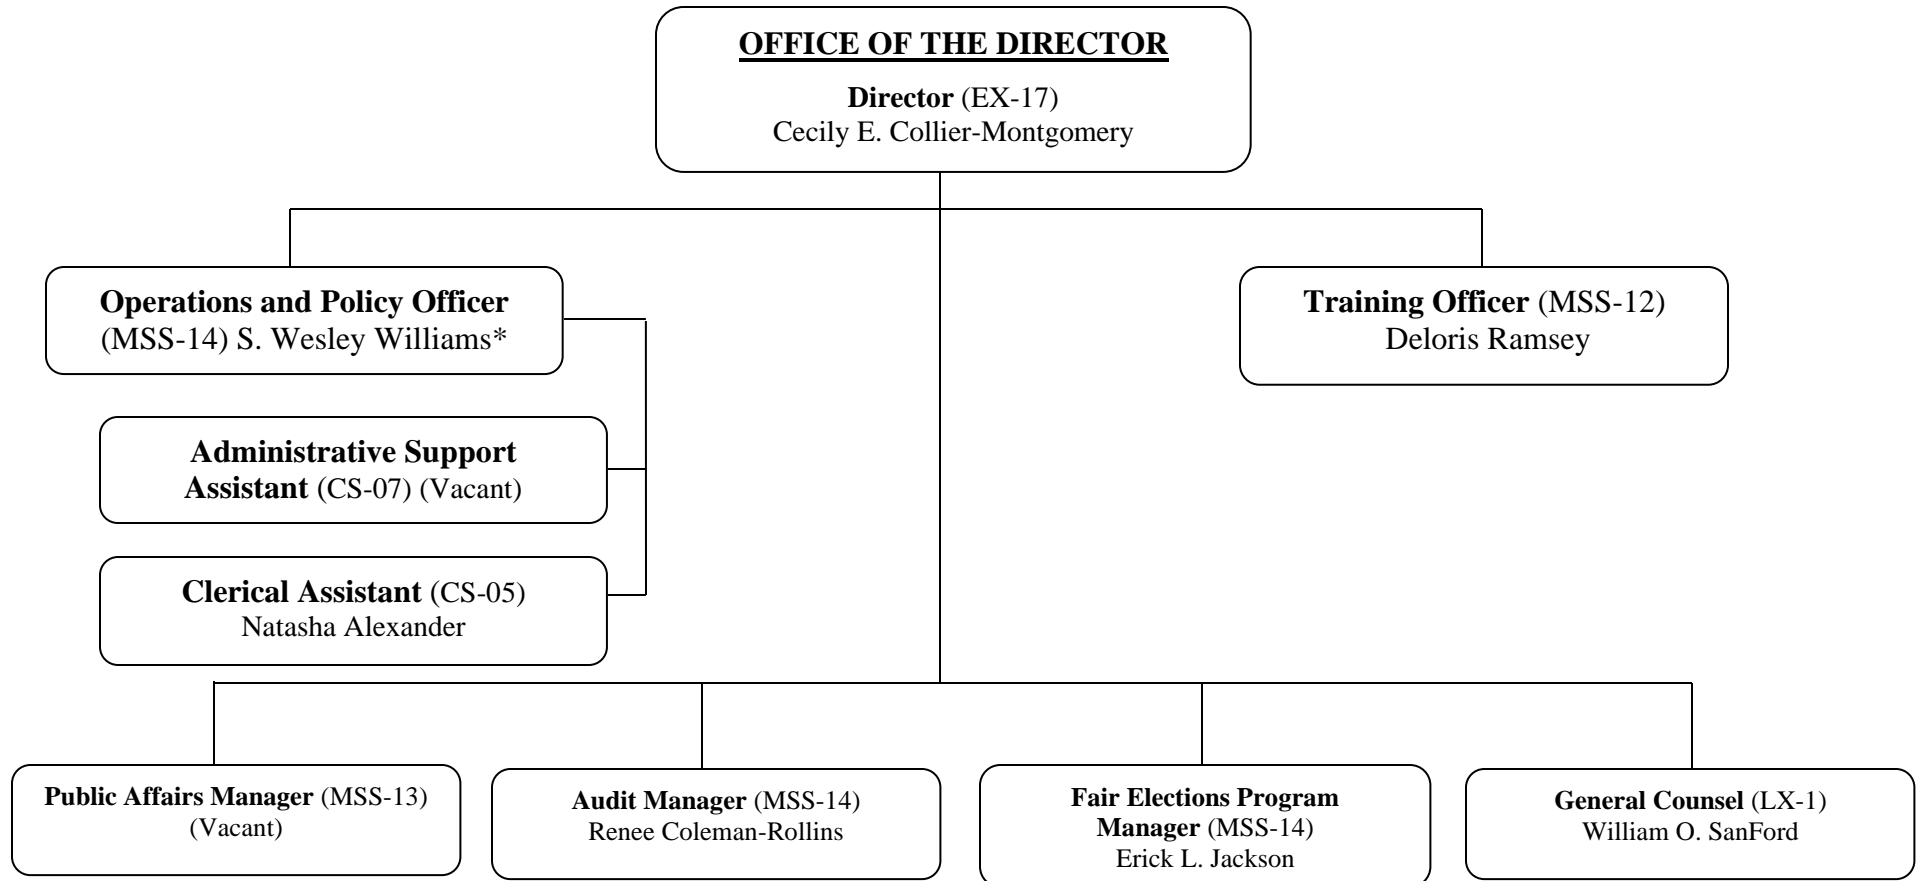 OFFICE OF THE DIRECTOR
Director (EX-17)
Cecily E. Collier-Montgomery
Operations and Policy Officer
(MSS-14) S. Wesley Williams*
Training Officer (MSS-12)
Deloris Ramsey
Administrative Support
Assistant (CS-07) (Vacant)
Clerical Assistant (CS-05)
Natasha Alexander
Public Affairs Manager (MSS-13)
(Vacant)
Audit Manager (MSS-14)
Renee Coleman-Rollins
Fair Elections Program
Manager (MSS-14)
Erick L. Jackson
General Counsel (LX-1)
William O. SanFord